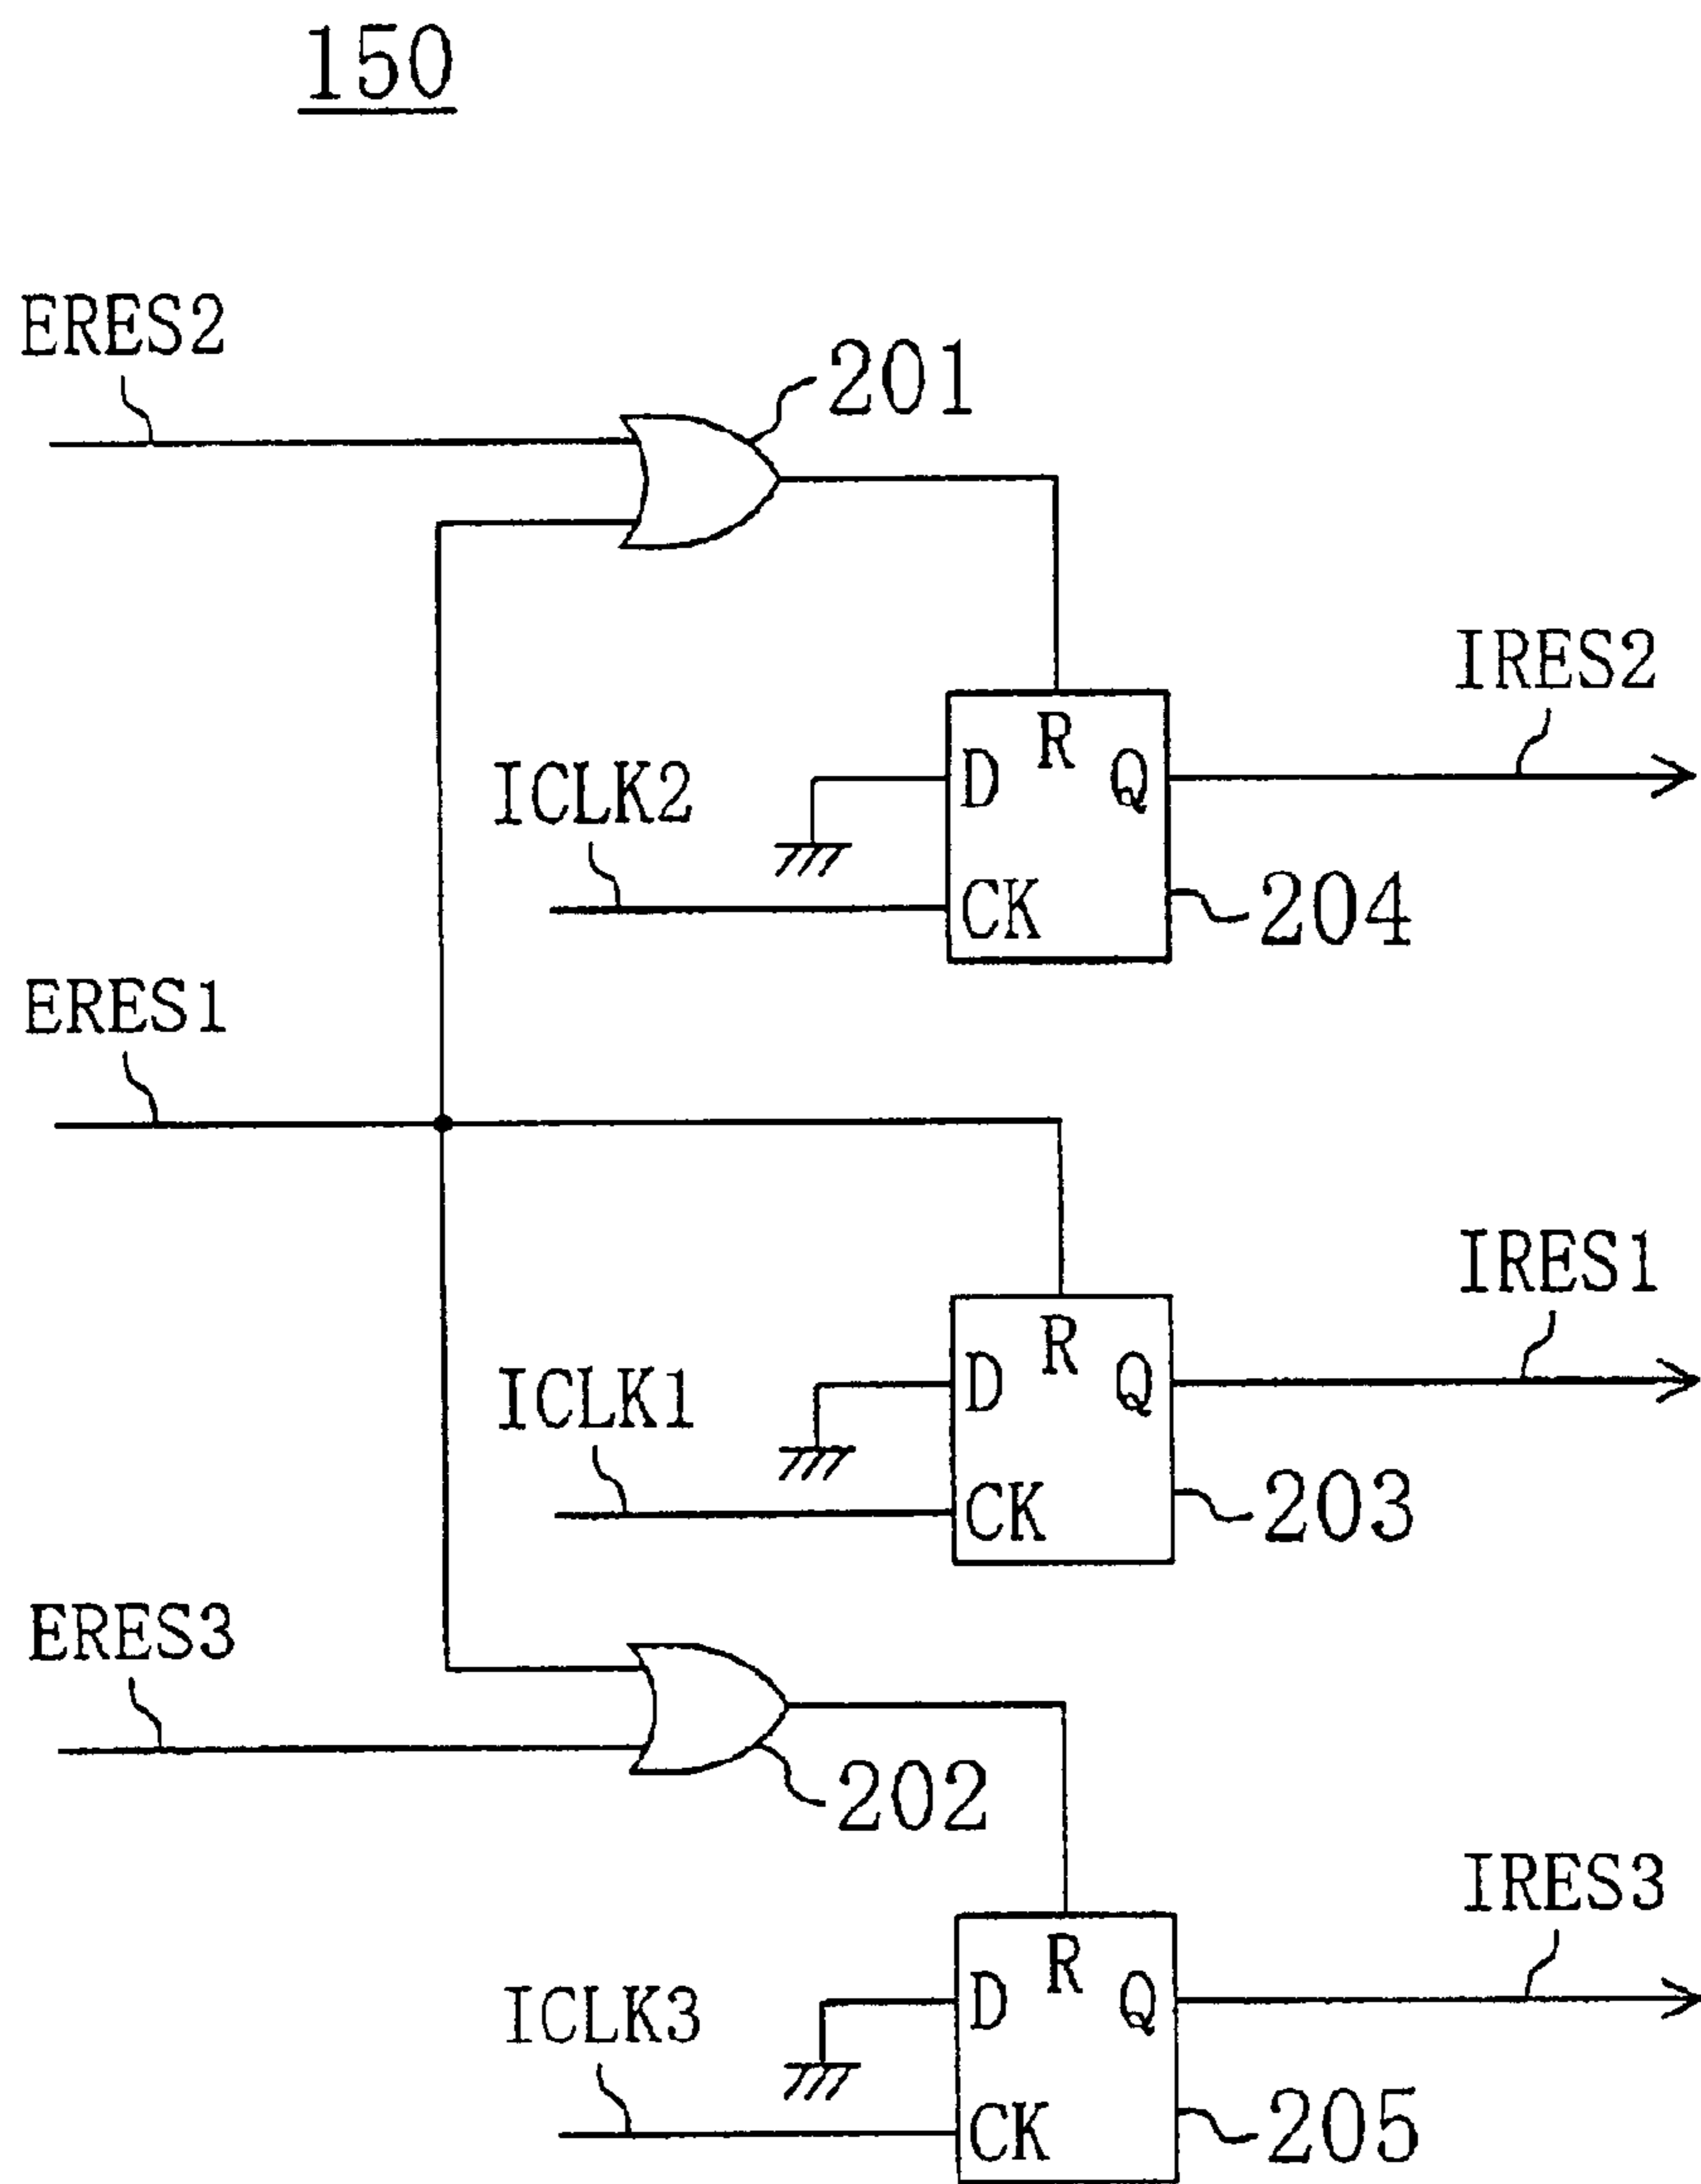 150
ERES2
201
IRES2
R
D
Q
ICLK2
CK
204
ERES1
IRES1
R
D
Q
ICLK1
CK
203
ERES3
202
IRES3
R
D
Q
ICLK3
CK
205